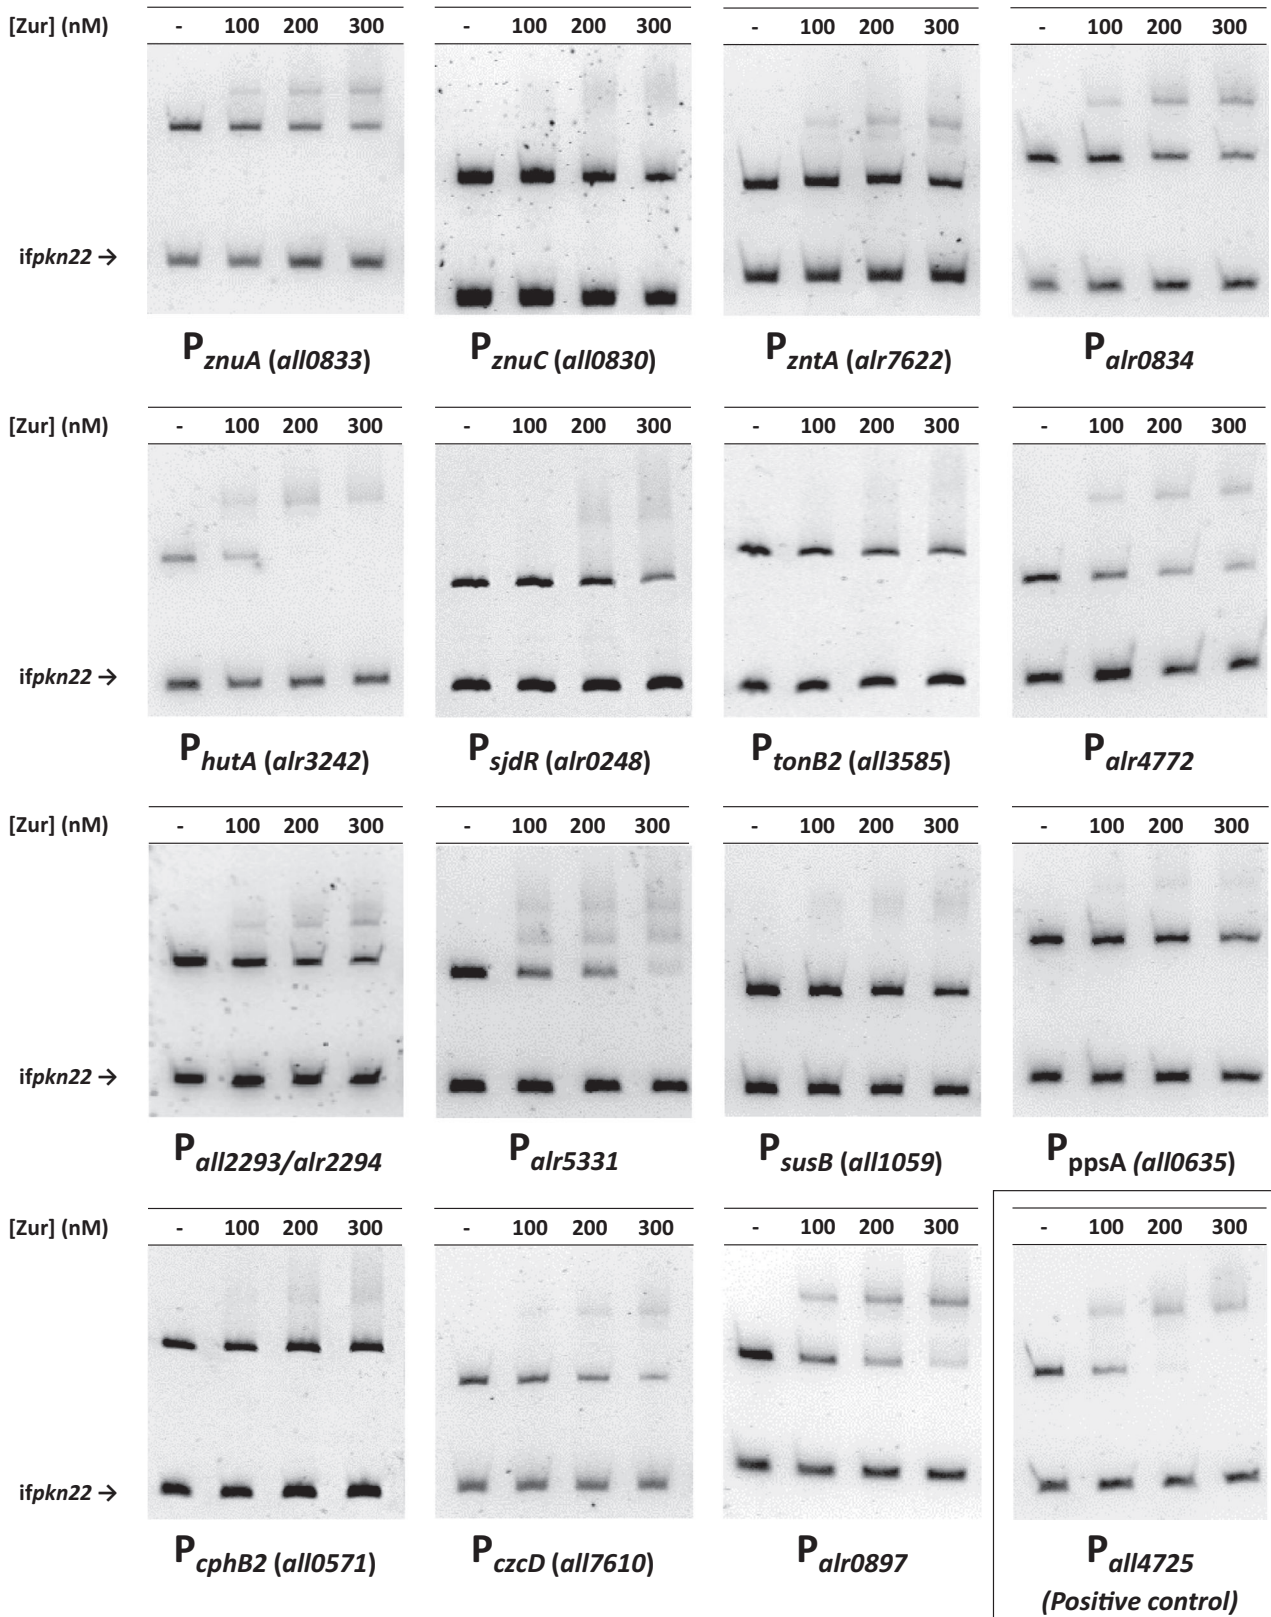 [Zur] (nM) - 100 200 300 - 100 200 300 - 100 200 300 - 100 200 300
ifpkn22 →
PznuA (all0833) PznuC (all0830) PzntA (alr7622) Palr0834
[Zur] (nM) - 100 200 300 - 100 200 300 - 100 200 300 - 100 200 300
ifpkn22 →
PhutA (alr3242) PsjdR (alr0248) PtonB2 (all3585) Palr4772
[Zur] (nM) - 100 200 300 - 100 200 300 - 100 200 300 - 100 200 300
ifpkn22 →
Pall2293/alr2294 Palr5331 PsusB (all1059) PppsA (all0635)
[Zur] (nM) - 100 200 300 - 100 200 300 - 100 200 300 - 100 200 300
ifpkn22 →
PcphB2 (all0571) PczcD (all7610) Palr0897 Pall4725
(Positive control)